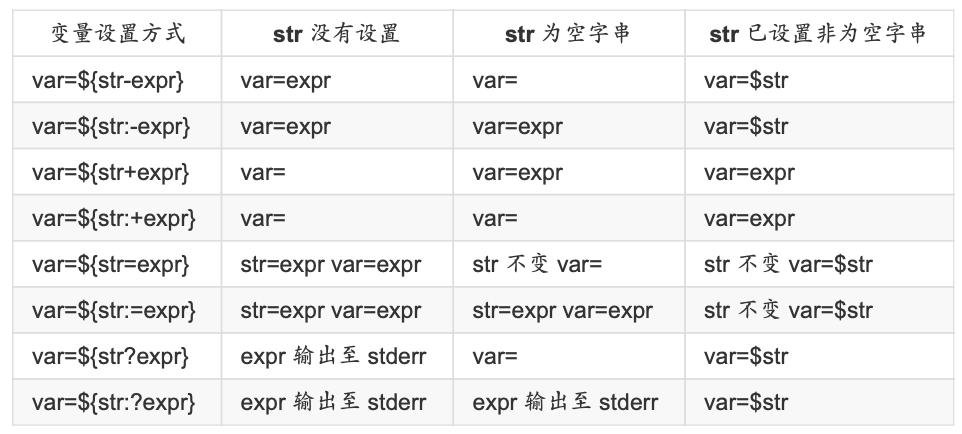 变量设置方式 str 没有设置 str 为空字串 str 已设置非为空字串
var=${str-expr} var=expr var= var=$str
var=${str:-expr} var=expr var=expr var=$str
var=${str+expr} var= var=expr var=expr
var=${str:+expr} var= var= var=expr
var=${str=expr} str=expr var=expr str 不变 var= str 不变 var=$str
var=${str:=expr} str=expr var=expr str=expr var=expr str 不变 var=$str
var=${str?expr} expr 输出至 stderr var= var=$str
var=${str:?expr} expr 输出至 stderr expr 输出至 stderr var=$str